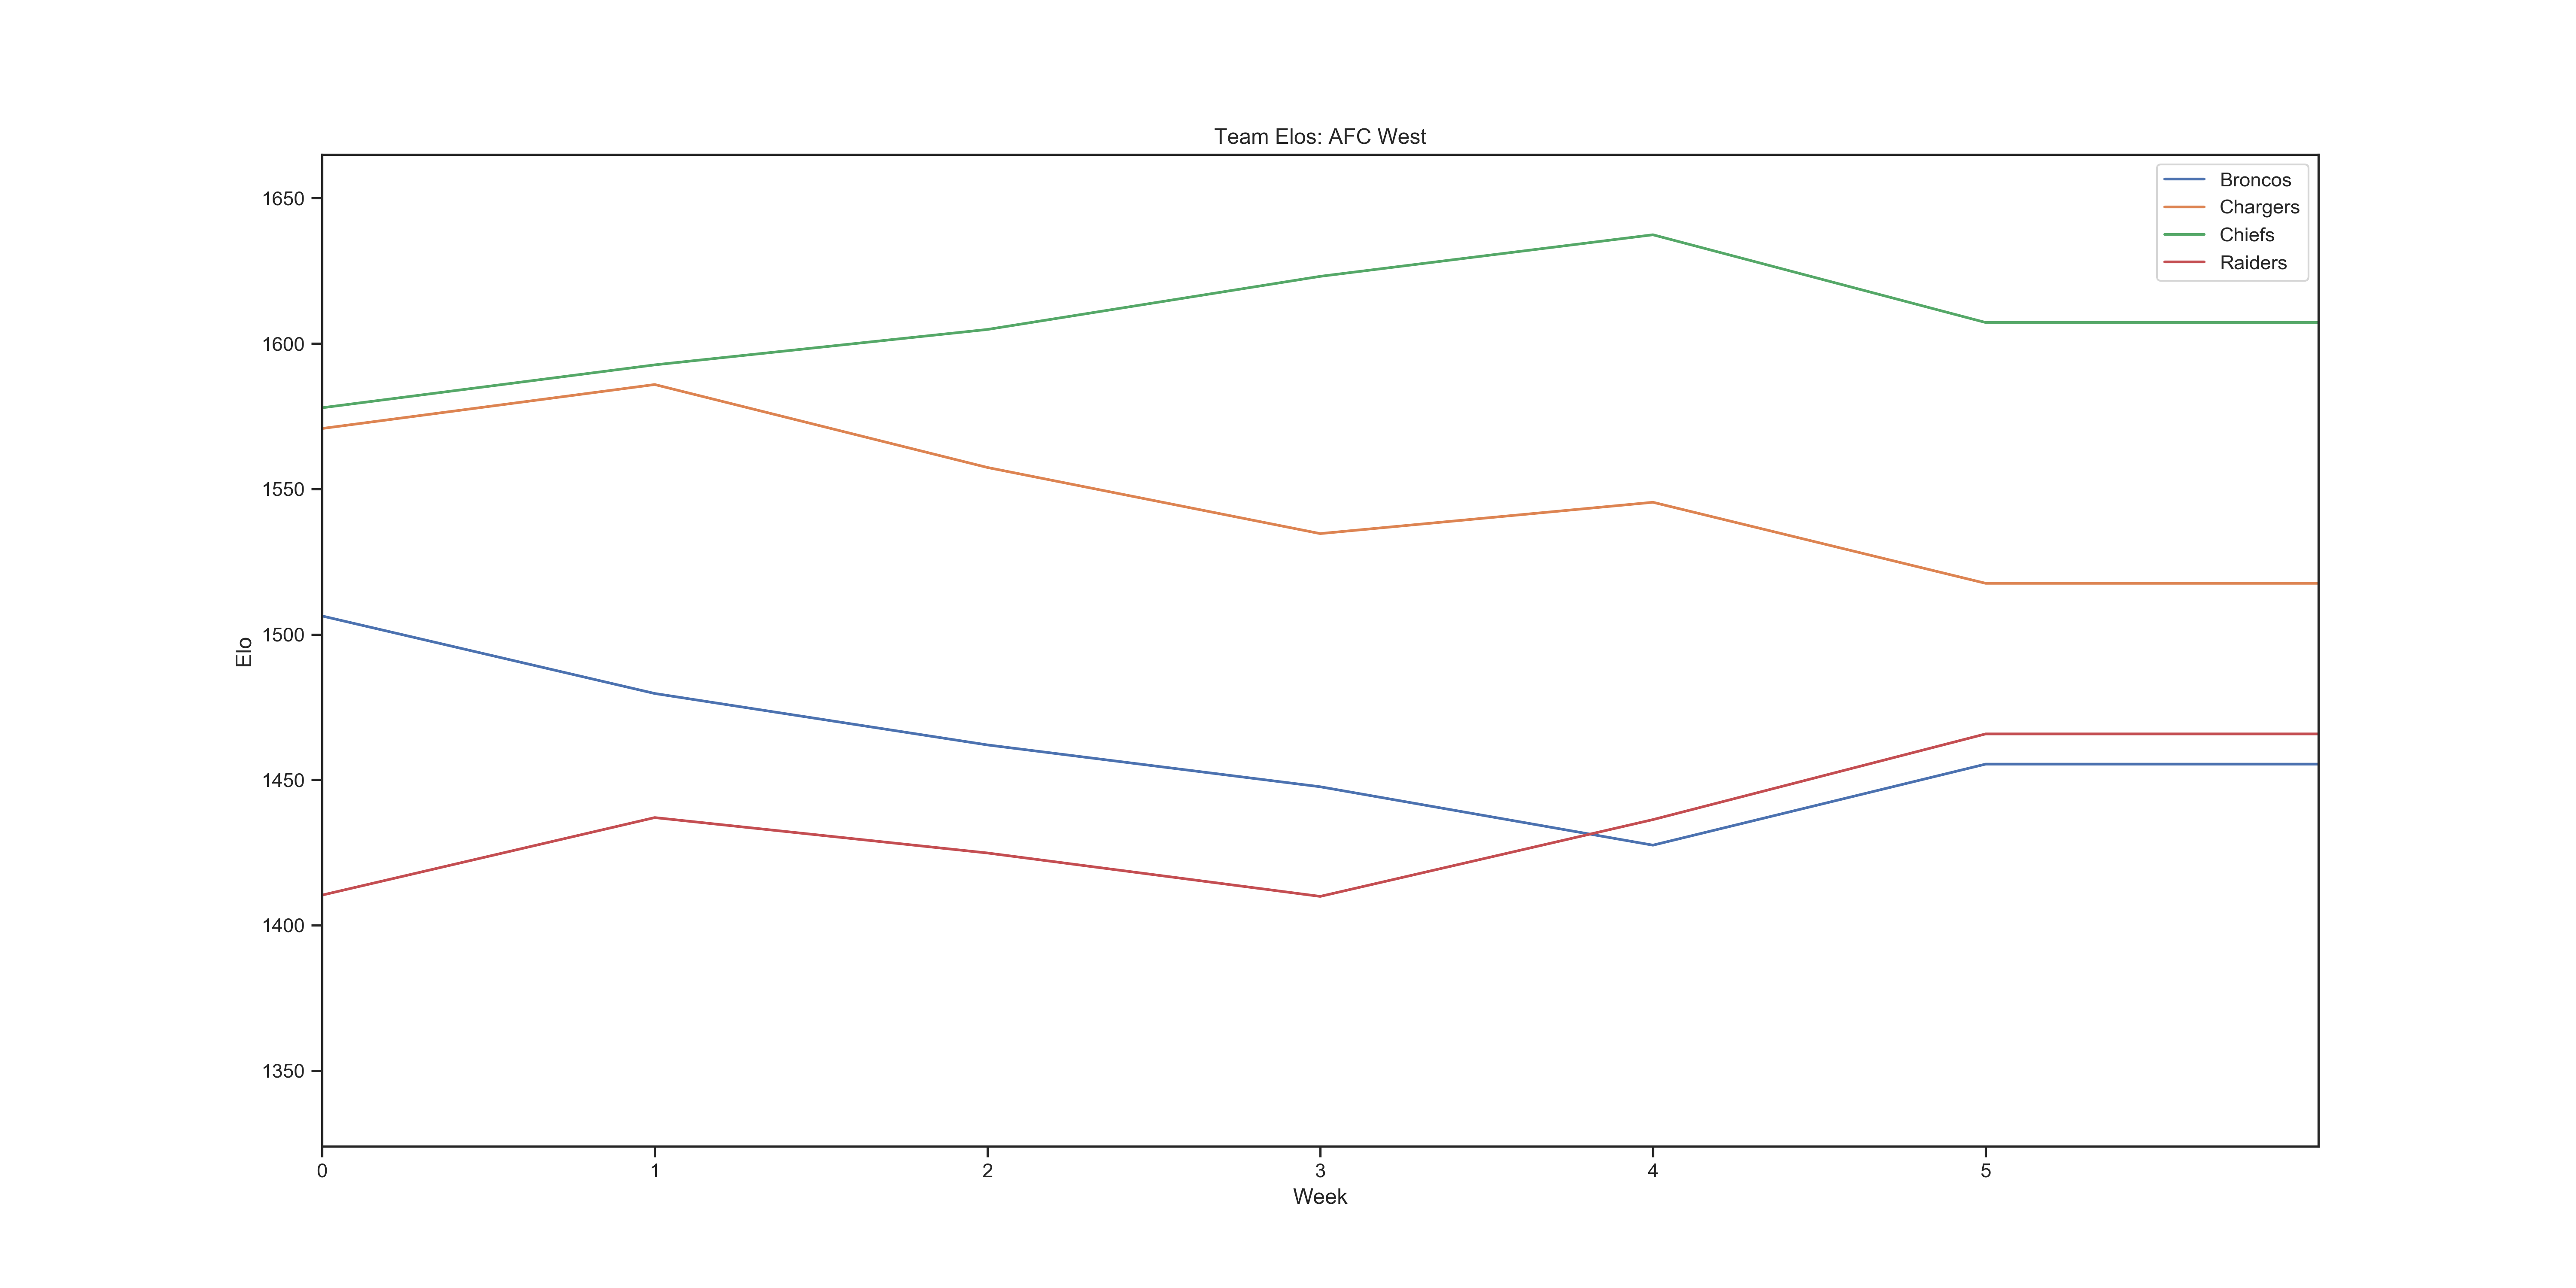 Team Elos: AFC West
Broncos
Chargers
Chiefs
Raiders
1650
1600
1550
1500
1450
1400
1350
Elo
0 1 2 3 4 5
Week